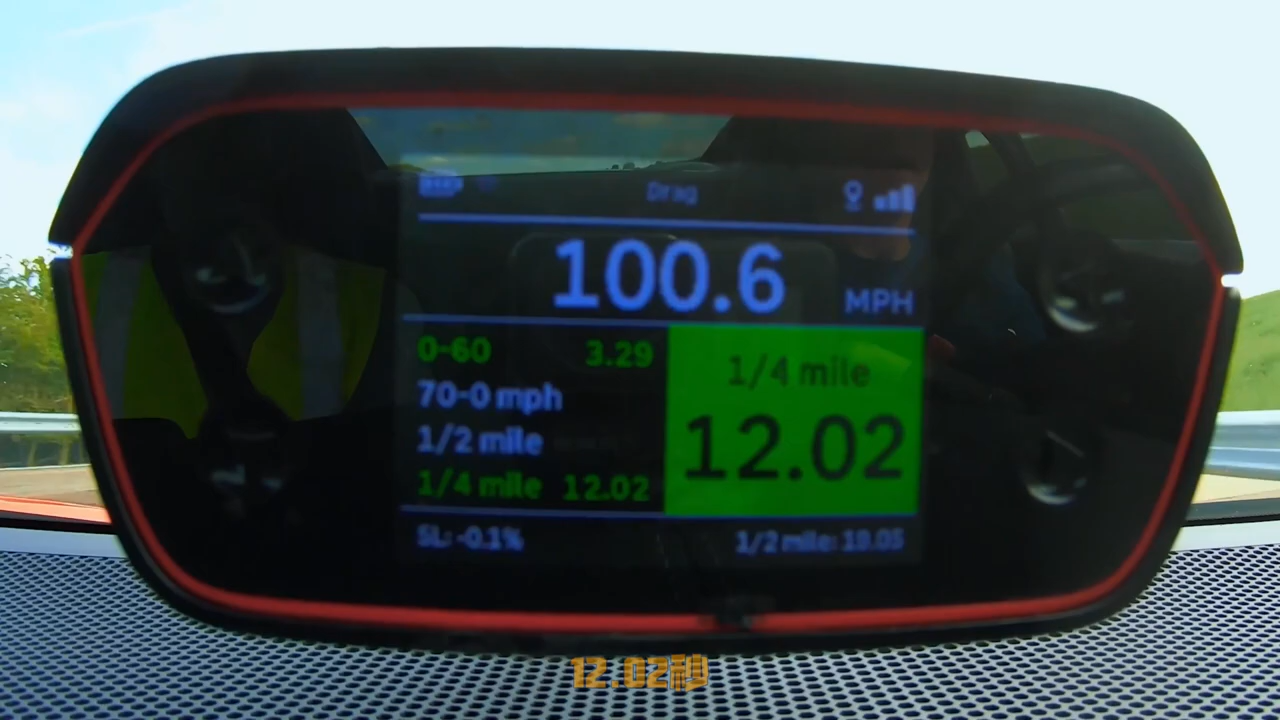 Drag
100.6 MPH
0-60 3.29
70-0 mph
1/2 mile
1/4 mile 12.02
1/4 mile
12.02
SL: -0.1% 1/2 mile: 19.05
12.02秒